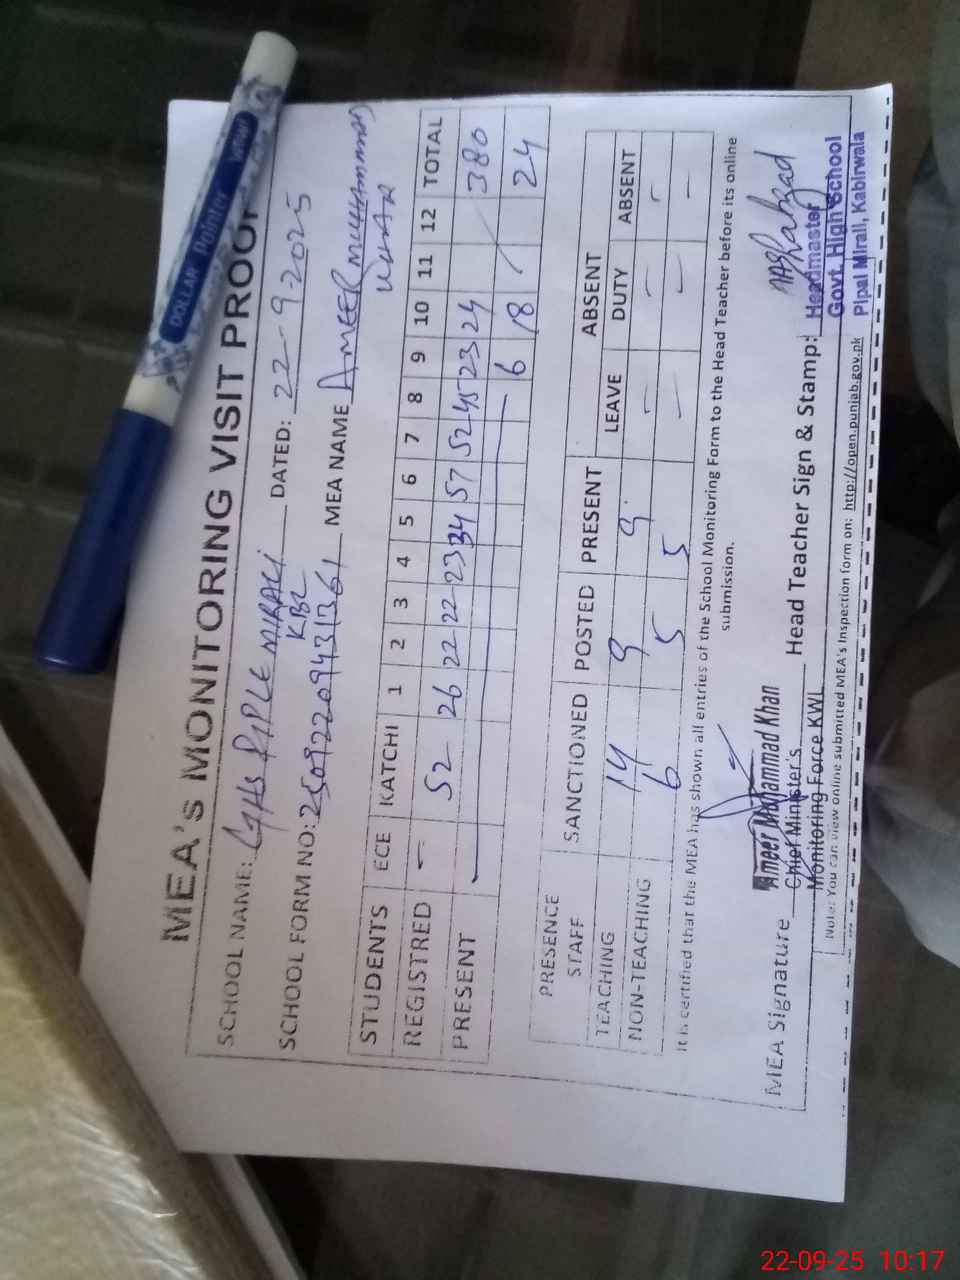 MEA's MONITORING VISIT PROOF
SCHOOL NAME: GGHS PIPLE MIRALI KBL DATED: 22-9-2025
SCHOOL FORM NO: MEA NAME AMEER MUHAMMAD
STUDENTS ECE KATCHI 1 2 3 4 5 6 7 8 9 10 11 12 TOTAL
REGISTRED - 52 26 22 22 23 34 57 52 45 23 24 380
PRESENT 6 18 24
PRESENCE SANCTIONED POSTED PRESENT ABSENT
STAFF LEAVE DUTY ABSENT
TEACHING 14 9 9 - - -
NON-TEACHING 6 5 5 - - -
It is certified that the MEA has shown all entries of the School Monitoring Form to the Head Teacher before its online
submission.
Ameer Muhammad Khan
MEA Signature Chief Minister's Head Teacher Sign & Stamp: Headmaster
Monitoring Force KWL Govt. High School
Pipal Mirali, Kabirwala
Note: You can view online submitted MEA's Inspection form on: http://open.punjab.gov.pk
DOLLAR Pointer
22-09-25 10:17